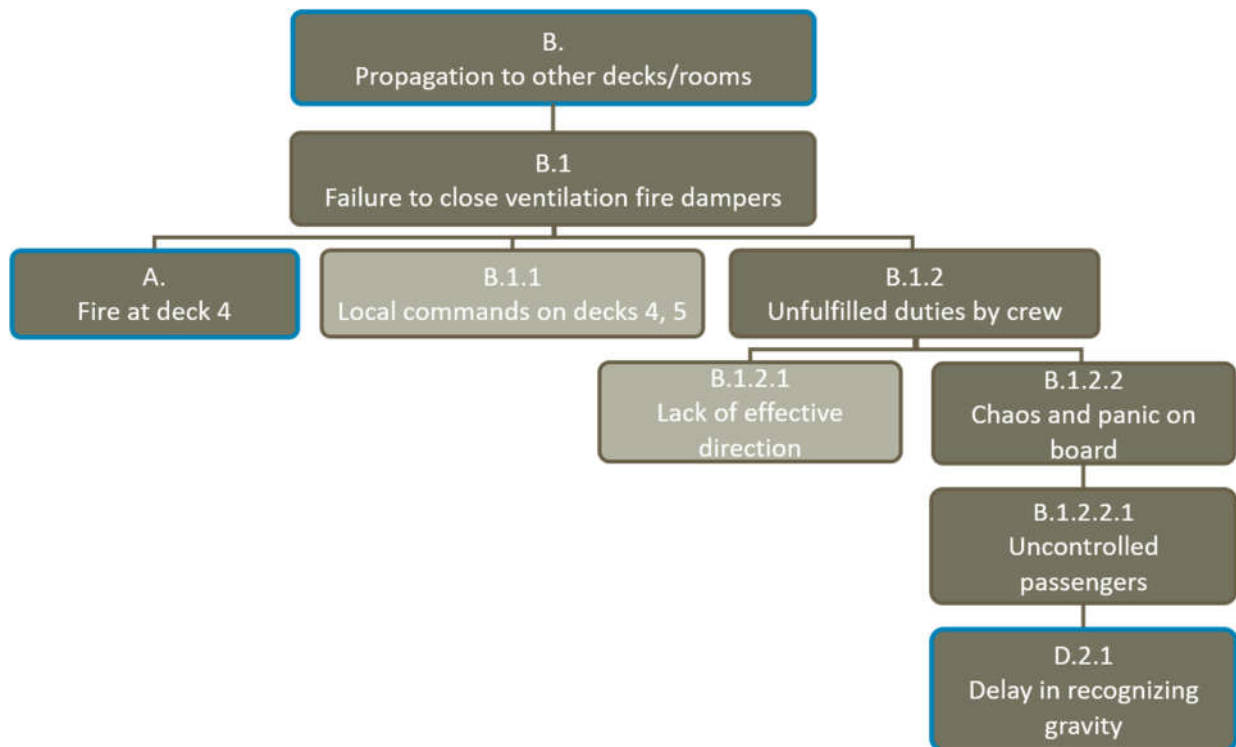 B.
Propagation to other decks/rooms
B.1
Failure to close ventilation fire dampers
A.
Fire at deck 4
B.1.1
Local commands on decks 4, 5
B.1.2
Unfulfilled duties by crew
B.1.2.1
Lack of effective
direction
B.1.2.2
Chaos and panic on
board
B.1.2.2.1
Uncontrolled
passengers
D.2.1
Delay in recognizing
gravity